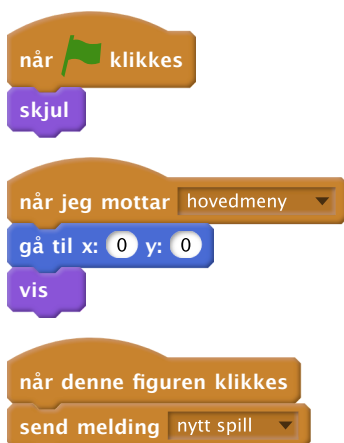 når klikkes
skjul
når jeg mottar hovedmeny
gå til x: 0 y: 0
vis
når denne figuren klikkes
send melding nytt spill